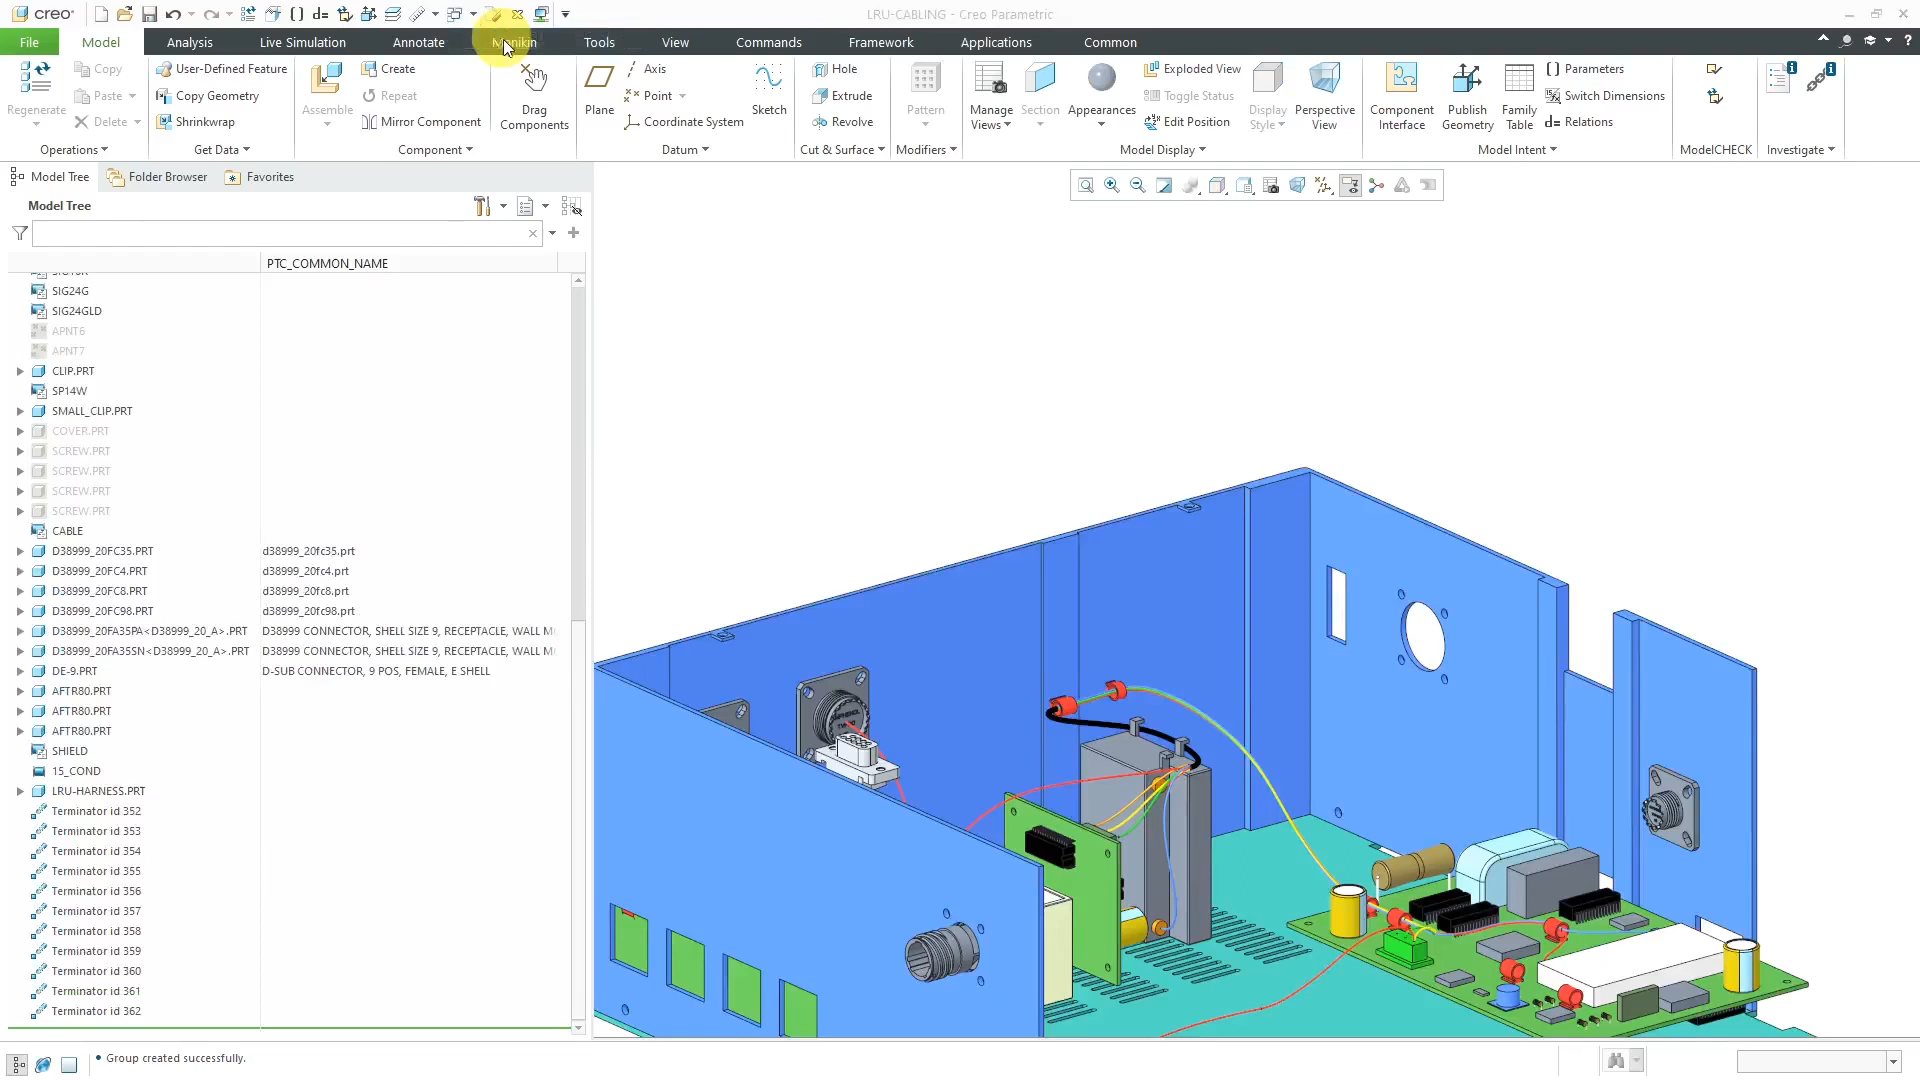 creo
LRU-CABLING - Creo Parametric
File
Model
Analysis
Live Simulation
Annotate
Manikin
Tools
View
Commands
Framework
Applications
Common
Regenerate
Copy
Paste
Delete
Operations
User-Defined Feature
Copy Geometry
Shrinkwrap
Get Data
Assemble
Create
Repeat
Mirror Component
Component
Drag
Components
Plane
Axis
Point
Coordinate System
Sketch
Datum
Hole
Extrude
Revolve
Cut & Surface
Pattern
Modifiers
Manage
Views
Section
Appearances
Exploded View
Toggle Status
Edit Position
Display
Style
Perspective
View
Model Display
Component
Interface
Publish
Geometry
Family
Table
Parameters
Switch Dimensions
Relations
Model Intent
ModelCHECK
Investigate
Model Tree
Folder Browser
Favorites
Model Tree
PTC_COMMON_NAME
SIG24G
SIG24GLD
APNT6
APNT7
CLIP.PRT
SP14W
SMALL_CLIP.PRT
COVER.PRT
SCREW.PRT
SCREW.PRT
SCREW.PRT
SCREW.PRT
CABLE
D38999_20FC35.PRT d38999_20fc35.prt
D38999_20FC4.PRT d38999_20fc4.prt
D38999_20FC8.PRT d38999_20fc8.prt
D38999_20FC98.PRT d38999_20fc98.prt
D38999_20FA35PA<D38999_20_A>.PRT D38999 CONNECTOR, SHELL SIZE 9, RECEPTACLE, WALL M
D38999_20FA35SN<D38999_20_A>.PRT D38999 CONNECTOR, SHELL SIZE 9, RECEPTACLE, WALL M
DE-9.PRT D-SUB CONNECTOR, 9 POS, FEMALE, E SHELL
AFTR80.PRT
AFTR80.PRT
AFTR80.PRT
SHIELD
15_COND
LRU-HARNESS.PRT
Terminator id 352
Terminator id 353
Terminator id 354
Terminator id 355
Terminator id 356
Terminator id 357
Terminator id 358
Terminator id 359
Terminator id 360
Terminator id 361
Terminator id 362
• Group created successfully.